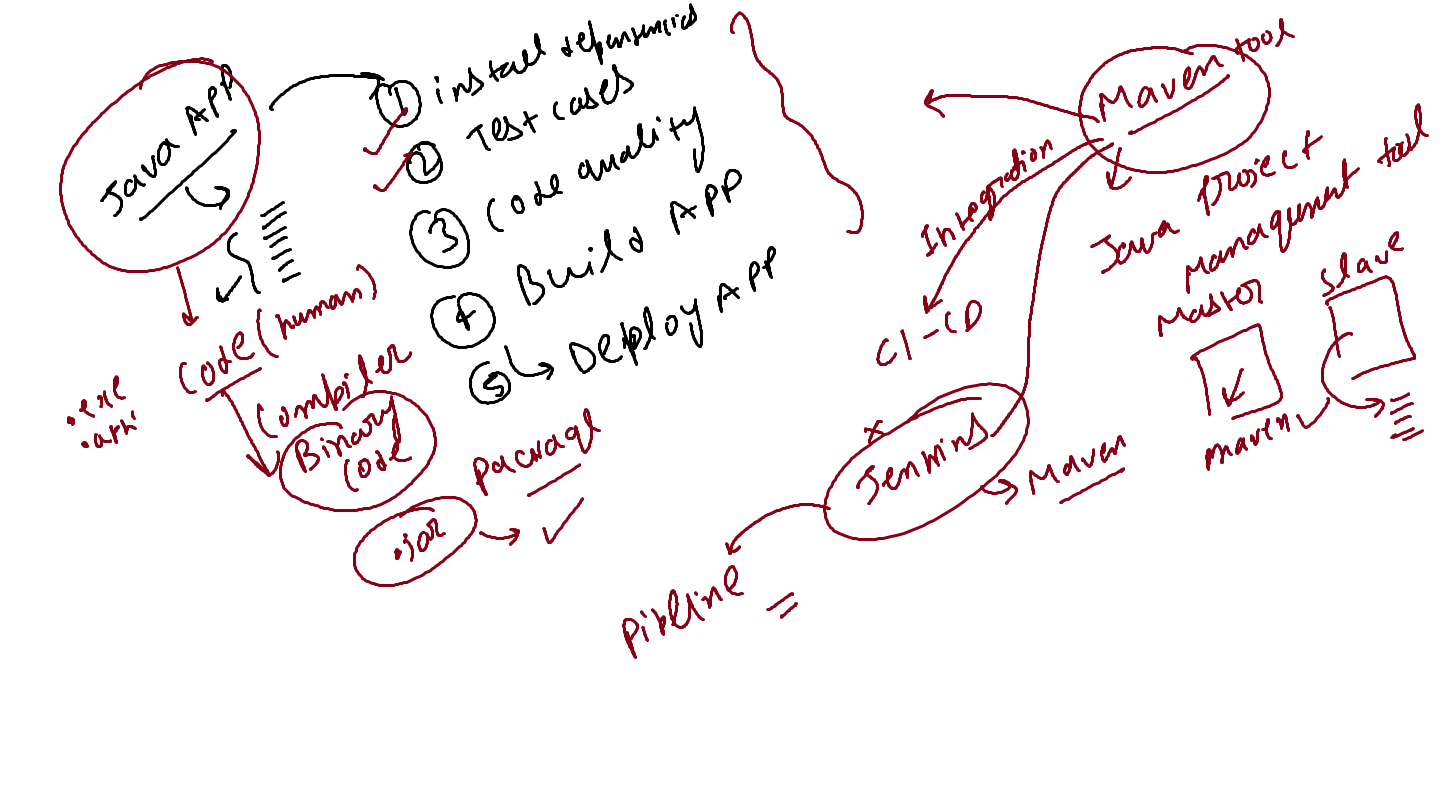 Java APP
① install dependencies
② Test cases
③ Code quality
④ Build APP
⑤ Deploy APP
Code (human)
Compiler
.exe
Binary
Code
package
.jar
Maven tool
Java project
Management tool
Integration
CI-CD
Jenkins
Maven
Pipeline
Master
Slave
maven